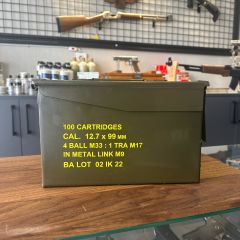 100 CARTRIDGES
CAL. 12.7 x 99 MM
4 BALL M33 : 1 TRA M17
IN METAL LINK M9
BA LOT 02 IK 22